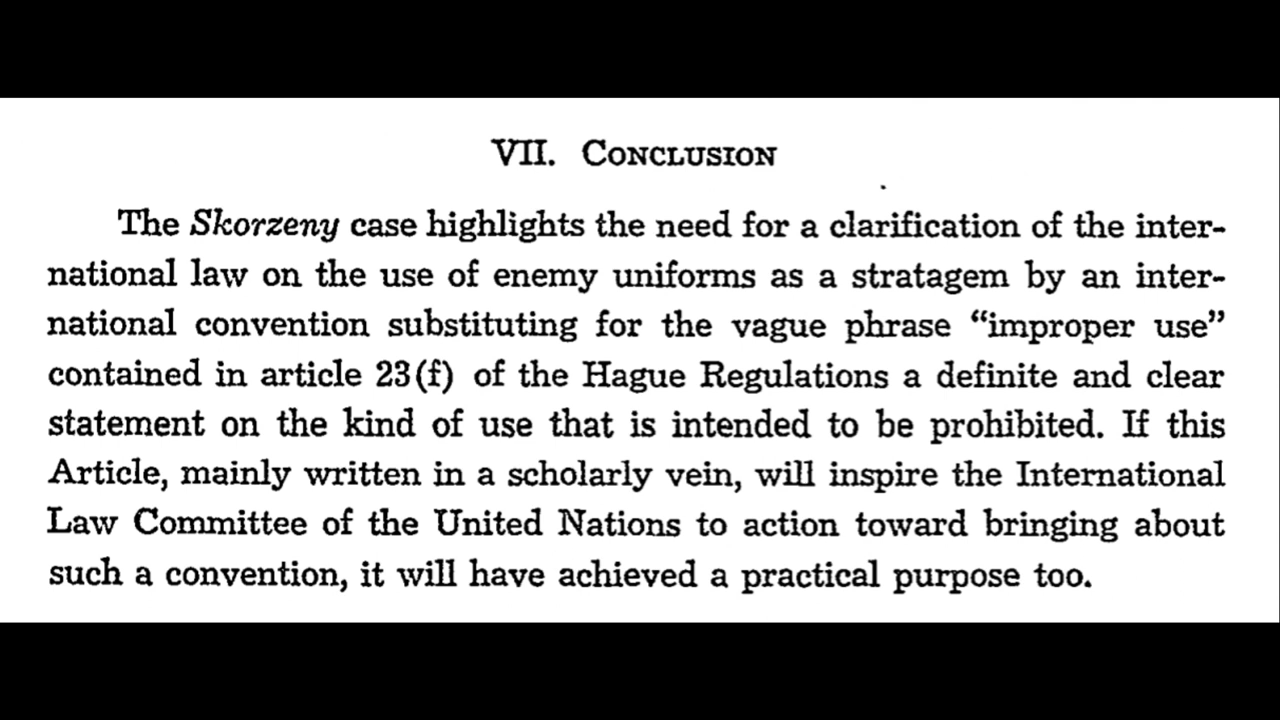 VII. CONCLUSION
The Skorzeny case highlights the need for a clarification of the inter-
national law on the use of enemy uniforms as a stratagem by an inter-
national convention substituting for the vague phrase “improper use”
contained in article 23(f) of the Hague Regulations a definite and clear
statement on the kind of use that is intended to be prohibited. If this
Article, mainly written in a scholarly vein, will inspire the International
Law Committee of the United Nations to action toward bringing about
such a convention, it will have achieved a practical purpose too.